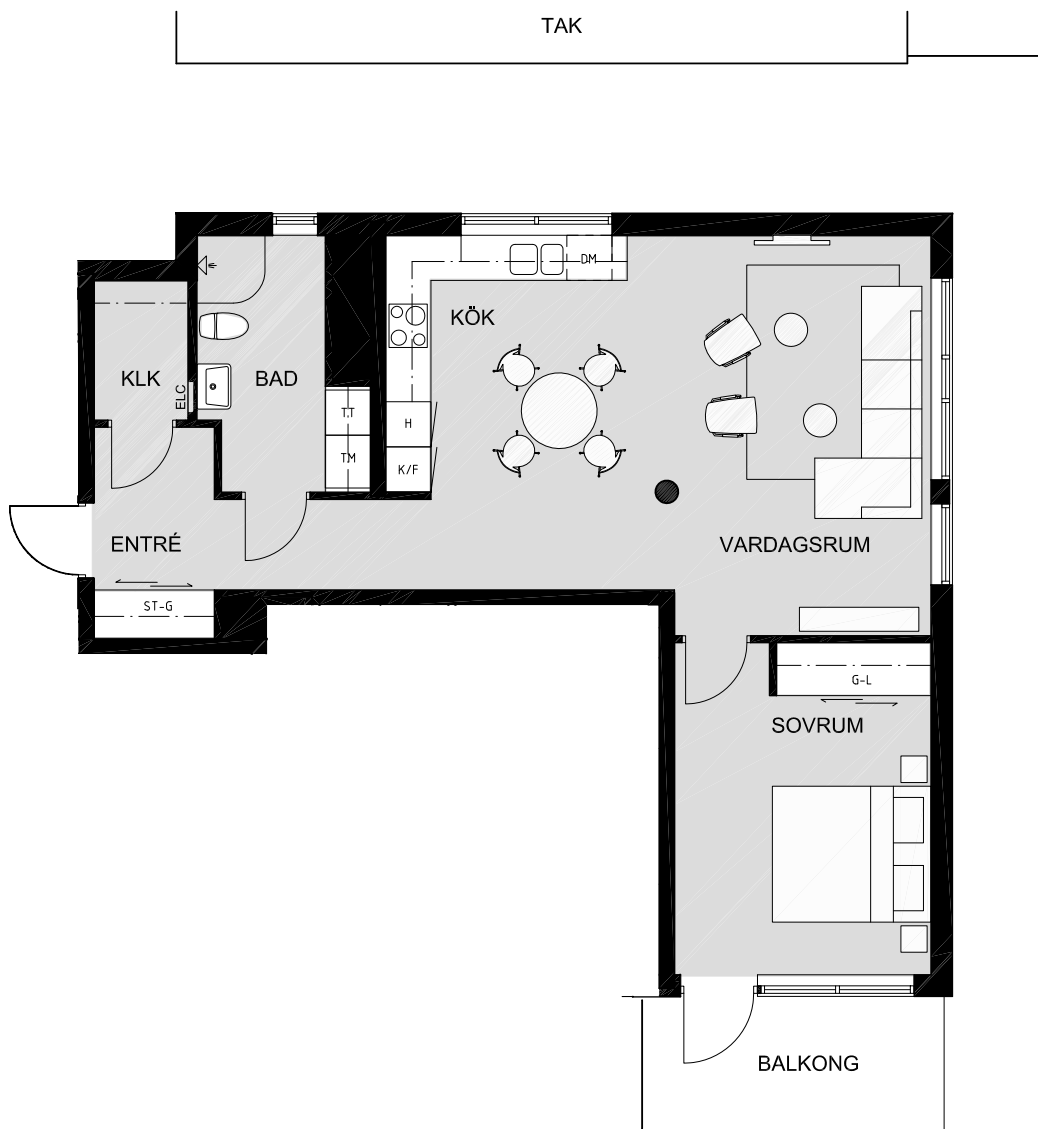 TAK
DM
KÖK
KLK
ELC
BAD
T.T
H
TM
K/F
ENTRÉ
VARDAGSRUM
ST-G
G-L
SOVRUM
BALKONG